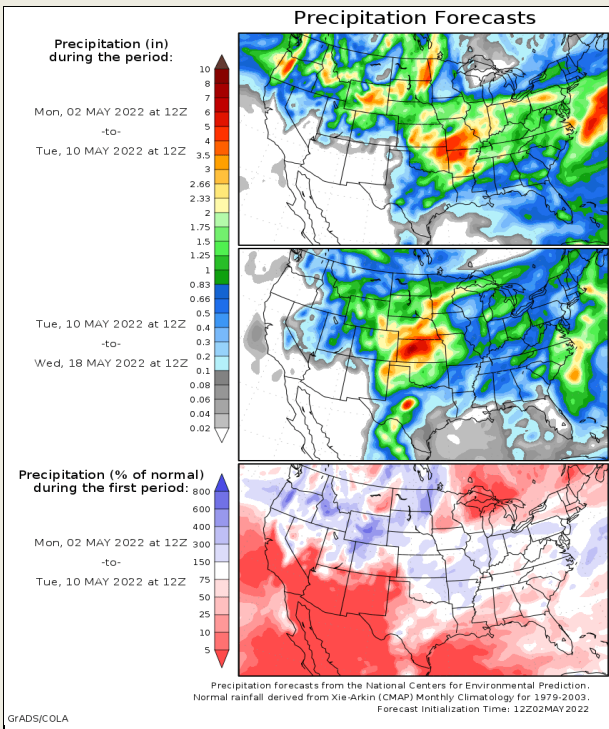 Precipitation Forecasts
Precipitation (in)
during the period:
Mon, 02 MAY 2022 at 12Z
-to-
Tue, 10 MAY 2022 at 12Z
10
8
7
6
5
4
3.5
3
2.66
2.33
2
1.75
1.5
1.25
1
0.83
0.66
0.5
0.4
0.3
0.2
0.1
0.08
0.06
0.04
0.02
Tue, 10 MAY 2022 at 12Z
-to-
Wed, 18 MAY 2022 at 12Z
Precipitation (% of normal)
during the first period:
Mon, 02 MAY 2022 at 12Z
-to-
Tue, 10 MAY 2022 at 12Z
800
600
400
300
150
75
50
25
10
5
Precipitation forecasts from the National Centers for Environmental Prediction.
Normal rainfall derived from Xie-Arkin (CMAP) Monthly Climatology for 1979-2003.
Forecast Initialization Time: 12Z02MAY2022
GrADS/COLA